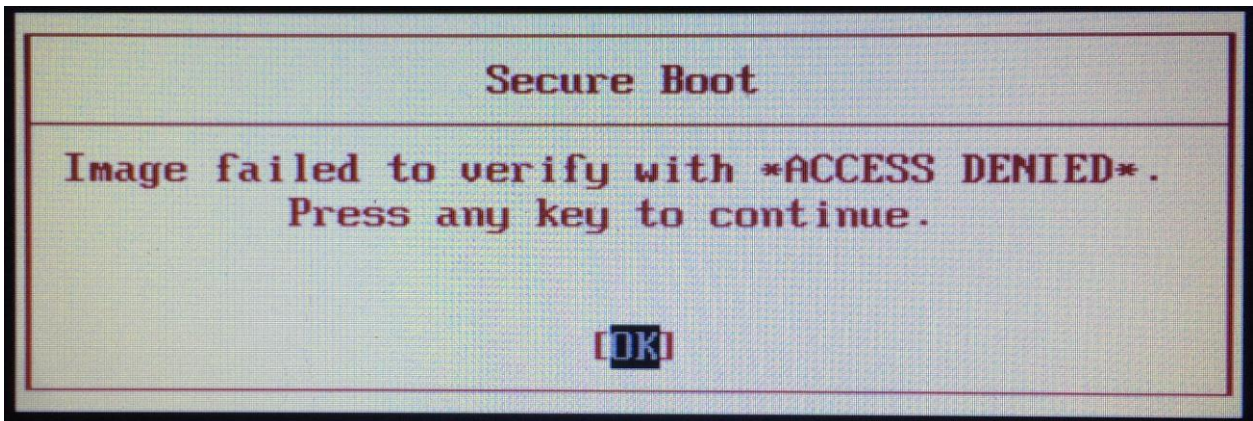 Secure Boot
Image failed to verify with *ACCESS DENIED*.
Press any key to continue.
[OK]